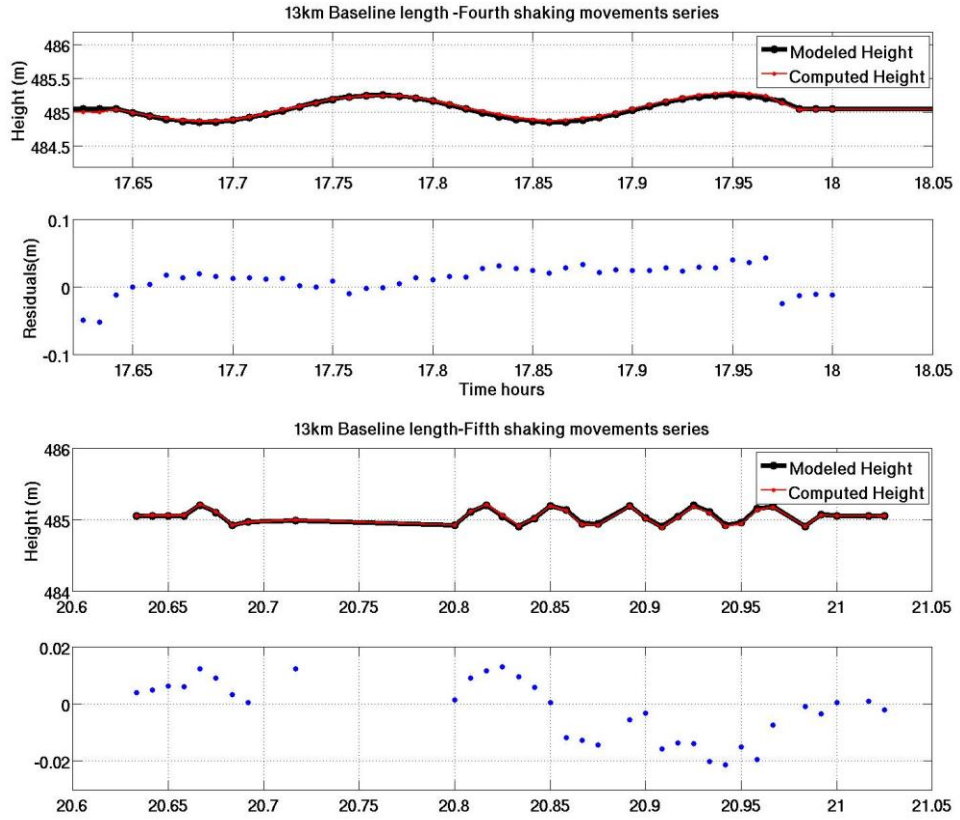 13km Baseline length -Fourth shaking movements series
Height (m)
486
485.5
485
484.5
Modeled Height
Computed Height
17.65 17.7 17.75 17.8 17.85 17.9 17.95 18 18.05
Residuals(m)
0.1
0
-0.1
17.65 17.7 17.75 17.8 17.85 17.9 17.95 18 18.05
Time hours
13km Baseline length-Fifth shaking movements series
Height (m)
486
485
484
Modeled Height
Computed Height
20.6 20.65 20.7 20.75 20.8 20.85 20.9 20.95 21 21.05
0.02
0
-0.02
20.6 20.65 20.7 20.75 20.8 20.85 20.9 20.95 21 21.05